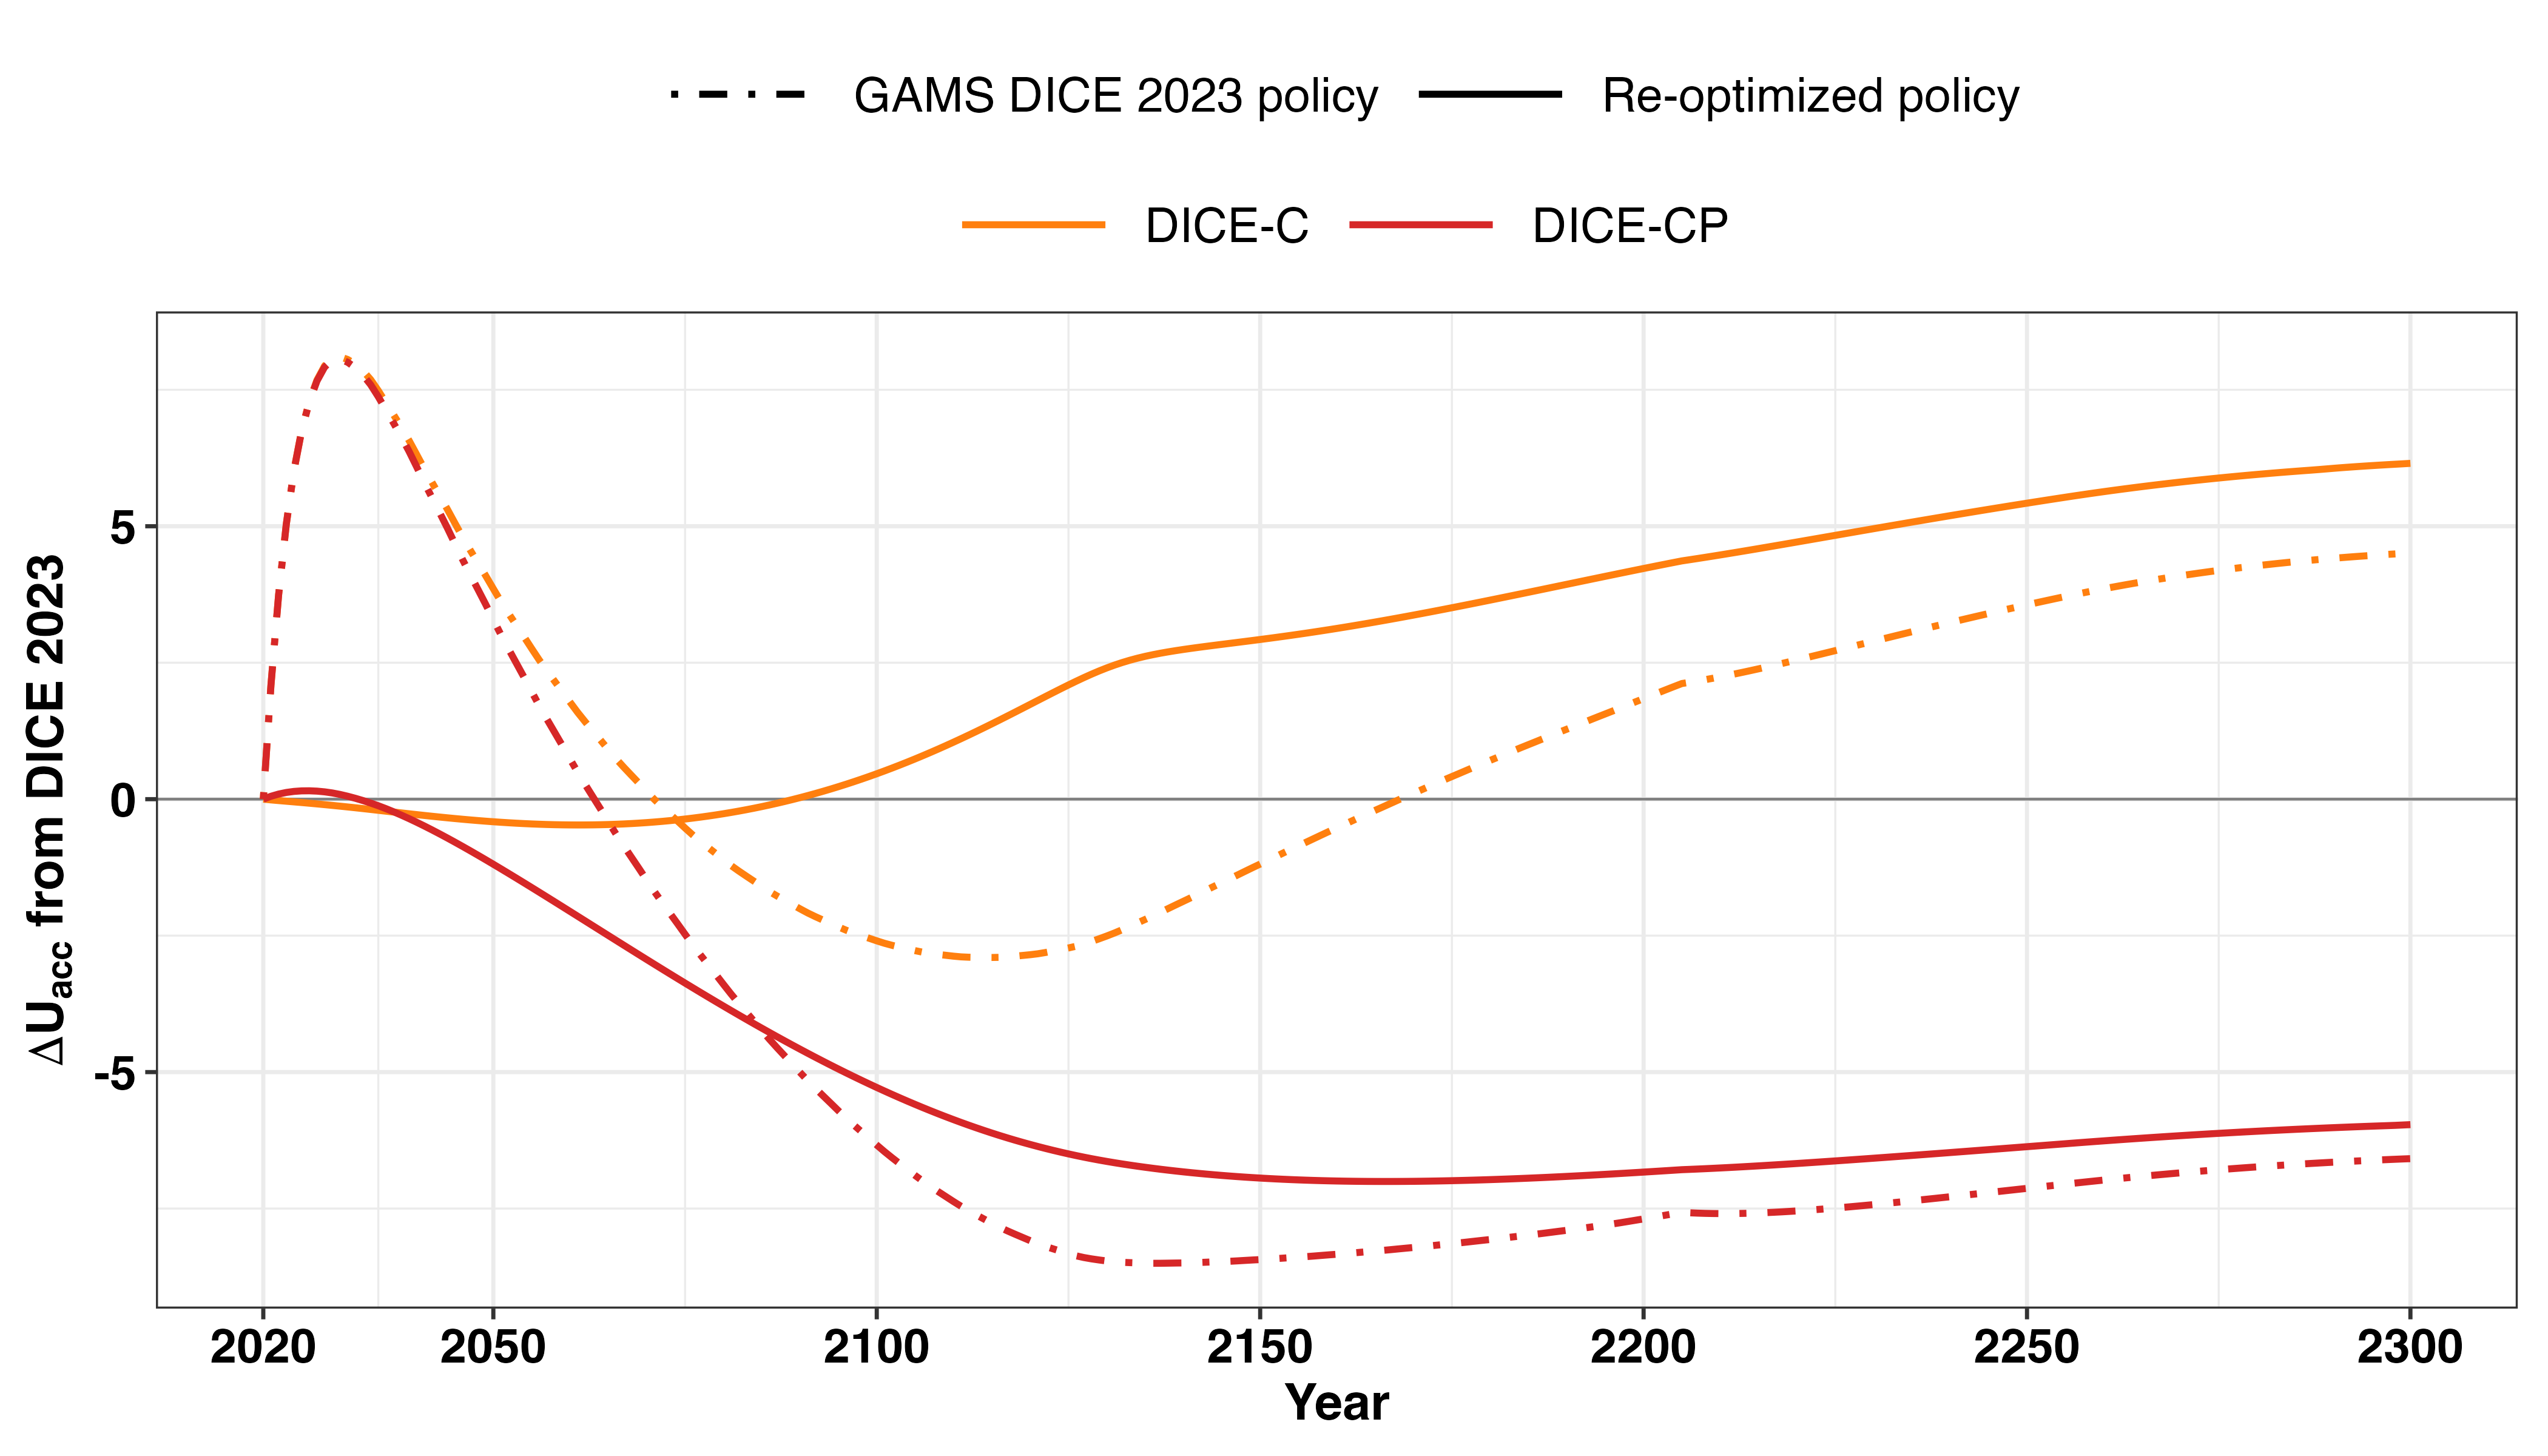 GAMS DICE 2023 policy Re-optimized policy
DICE-C DICE-CP
ΔUacc from DICE 2023
5
0
-5
2020 2050 2100 2150 2200 2250 2300
Year